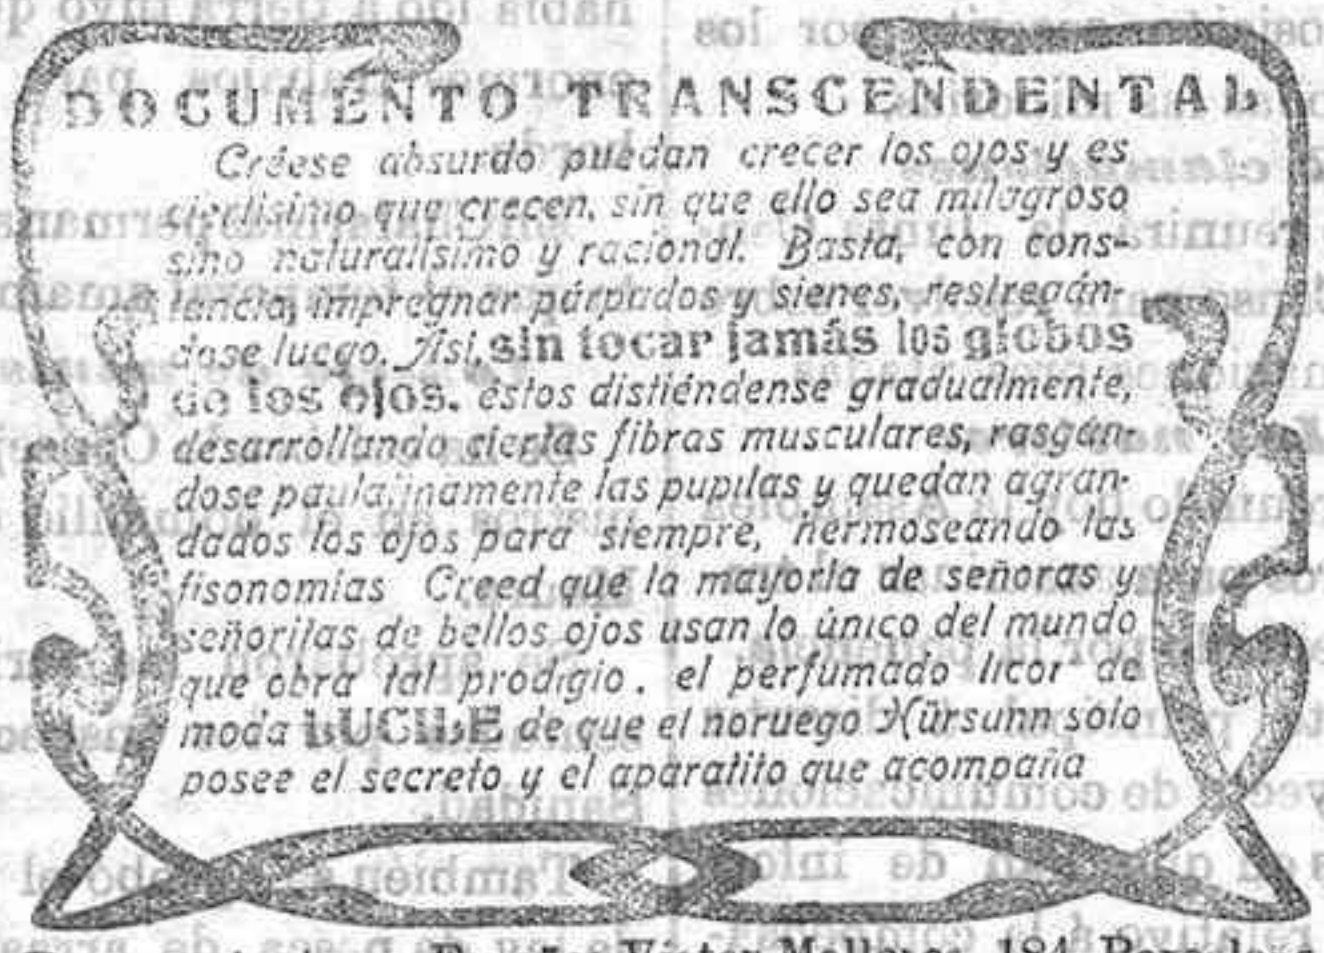 DOCUMENTO TRANSCENDENTAL
Créese absurdo puedan crecer los ojos y es
ciertísimo que crecen, sin que ello sea milagroso
sino naturalísimo y racional. Basta, con cons-
tancia, impregnar párpados y sienes, restregán-
dose luego. Así, sin tocar jamás los globos
de los ojos. éstos distiéndense gradualmente,
desarrollando ciertas fibras musculares, rasgán-
dose paulatinamente las pupilas y quedan agran-
dados los ojos para siempre, hermoseando las
fisonomías Creed que la mayoría de señoras y
señoritas de bellos ojos usan lo único del mundo
que obra tal prodigio. el perfumado licor de
moda LUCILE de que el noruego Hürsunn solo
posee el secreto y el aparatito que acompaña
184